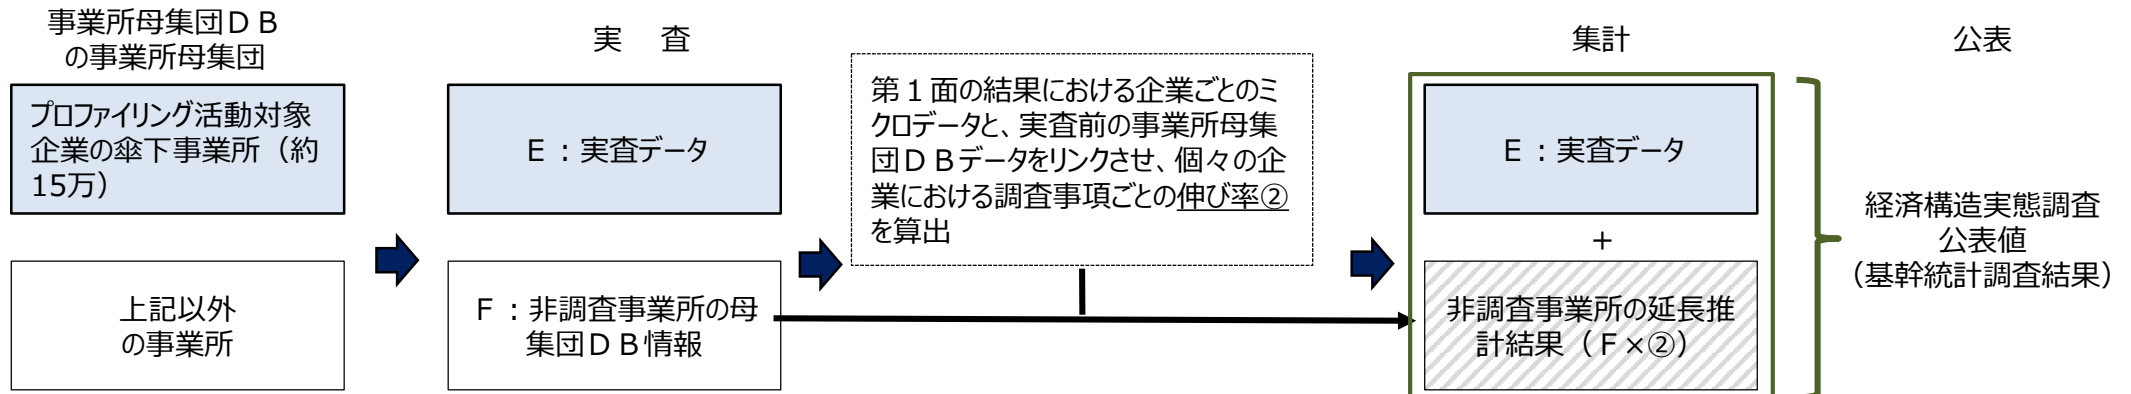 事業所母集団ＤＢ
の事業所母集団
実　査
集計
公表
プロファイリング活動対象
企業の傘下事業所（約
15万）
Ｅ：実査データ
第１面の結果における企業ごとのミ
クロデータと、実査前の事業所母集
団ＤＢデータをリンクさせ、個々の企
業における調査事項ごとの伸び率②
を算出
Ｅ：実査データ
＋
経済構造実態調査
公表値
（基幹統計調査結果）
上記以外
の事業所
Ｆ：非調査事業所の母
集団ＤＢ情報
非調査事業所の延長推
計結果（Ｆ×②）